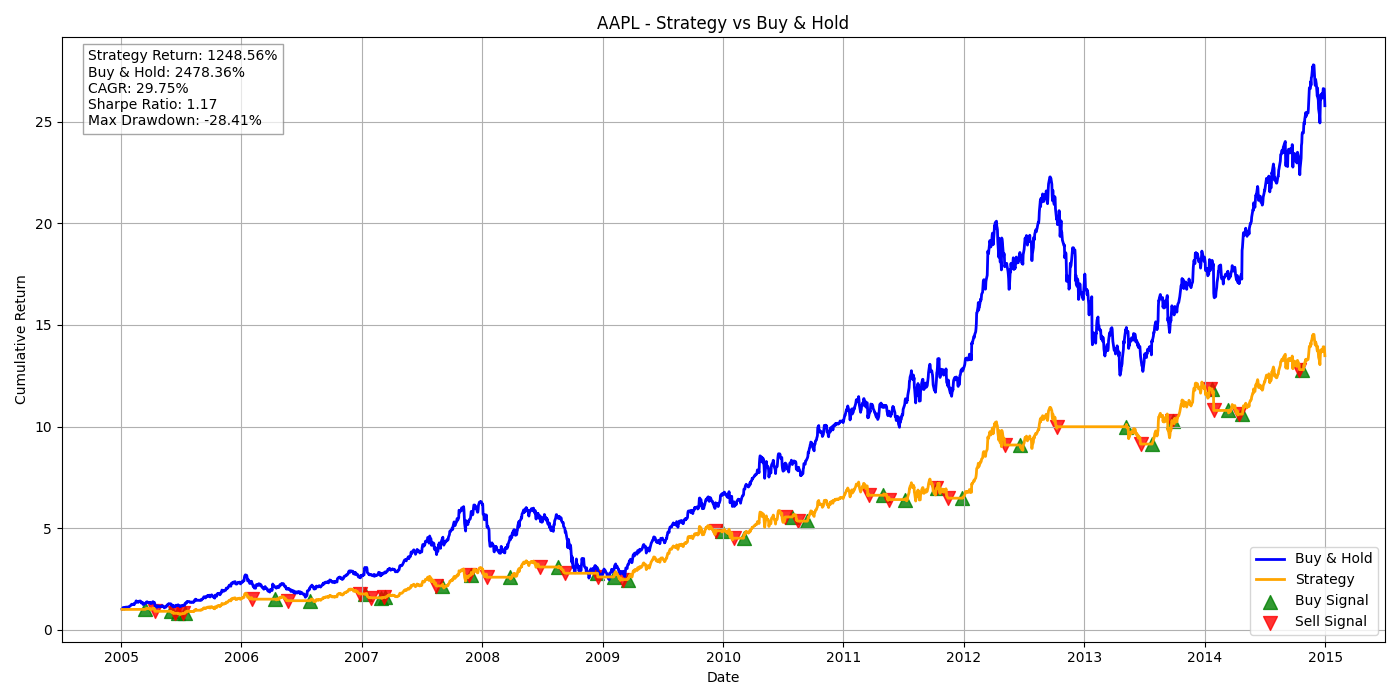 AAPL - Strategy vs Buy & Hold
Strategy Return: 1248.56%
Buy & Hold: 2478.36%
CAGR: 29.75%
Sharpe Ratio: 1.17
Max Drawdown: -28.41%
Cumulative Return
25
20
15
10
5
0
Buy & Hold
Strategy
Buy Signal
Sell Signal
2005 2006 2007 2008 2009 2010 2011 2012 2013 2014 2015
Date